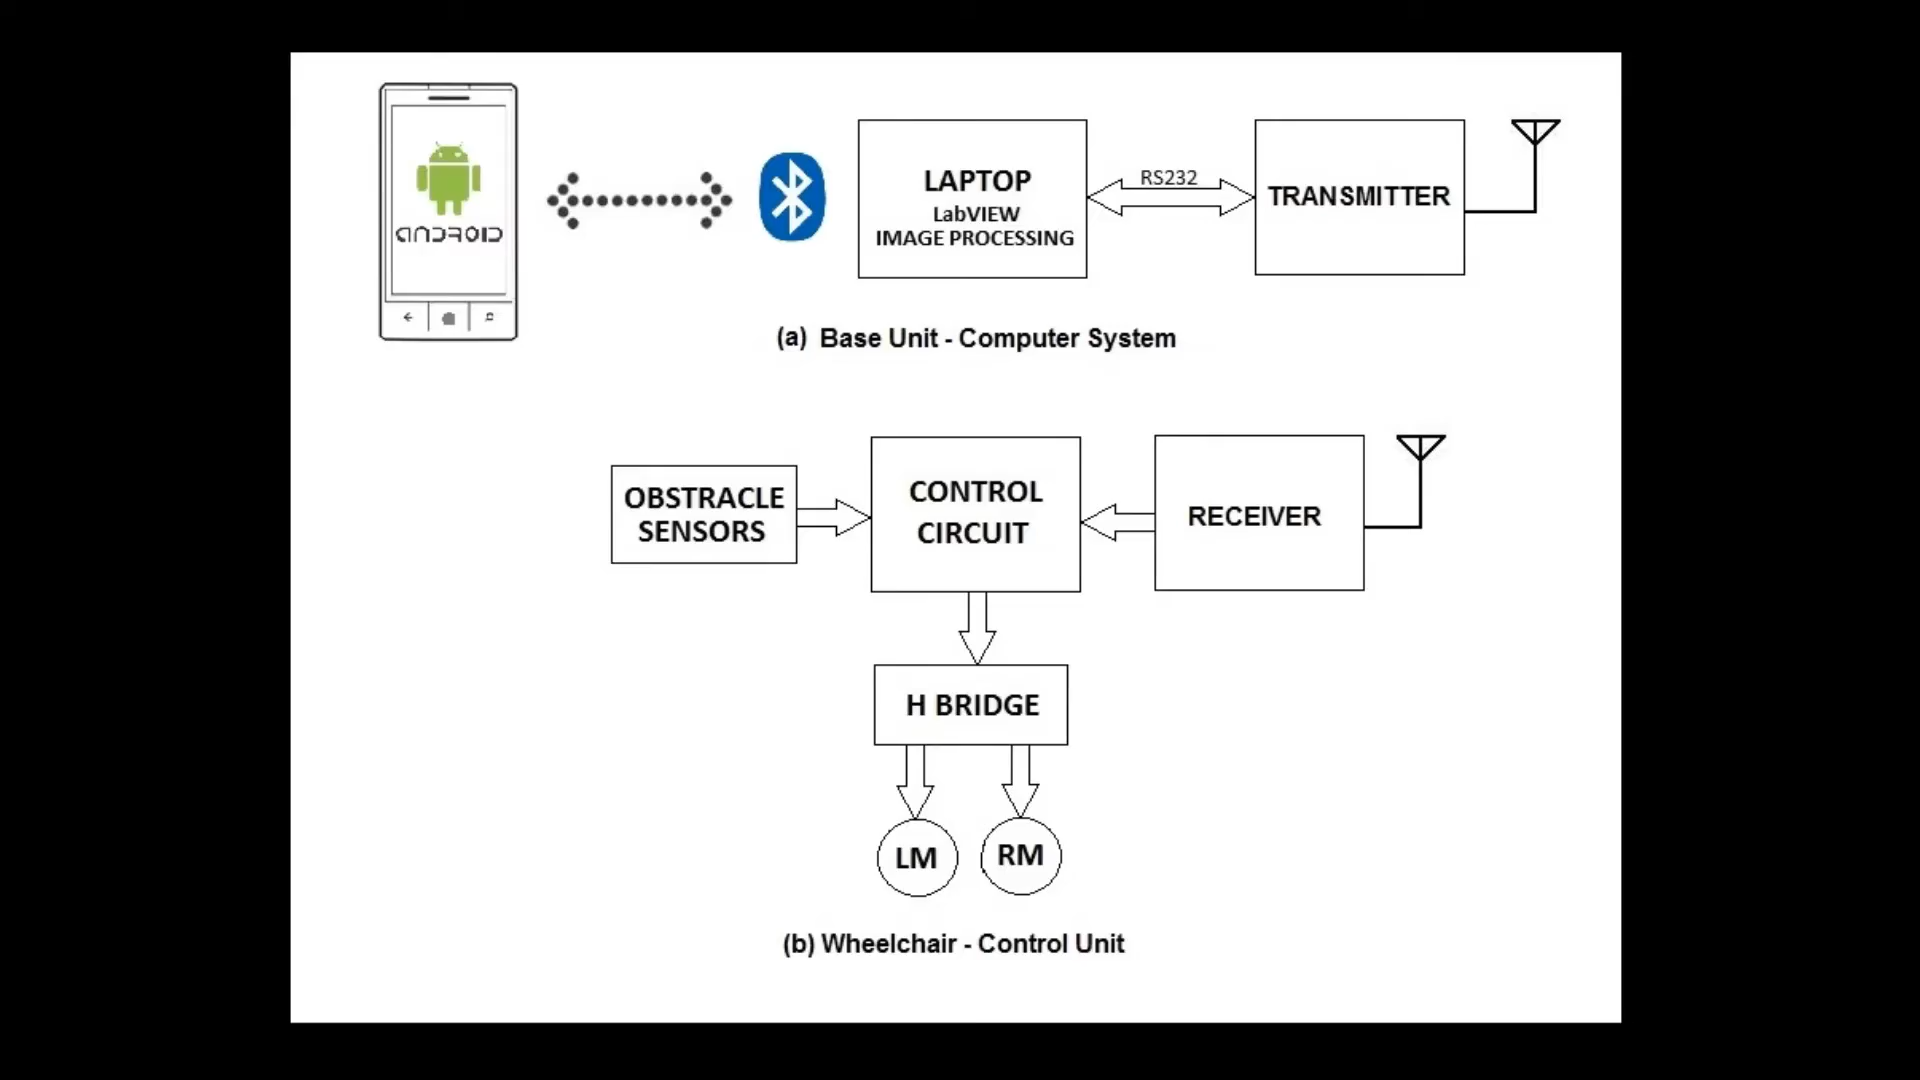 ANDROID
LAPTOP
LabVIEW
IMAGE PROCESSING
RS232
TRANSMITTER
(a) Base Unit - Computer System
OBSTRACLE
SENSORS
CONTROL
CIRCUIT
RECEIVER
H BRIDGE
LM
RM
(b) Wheelchair - Control Unit